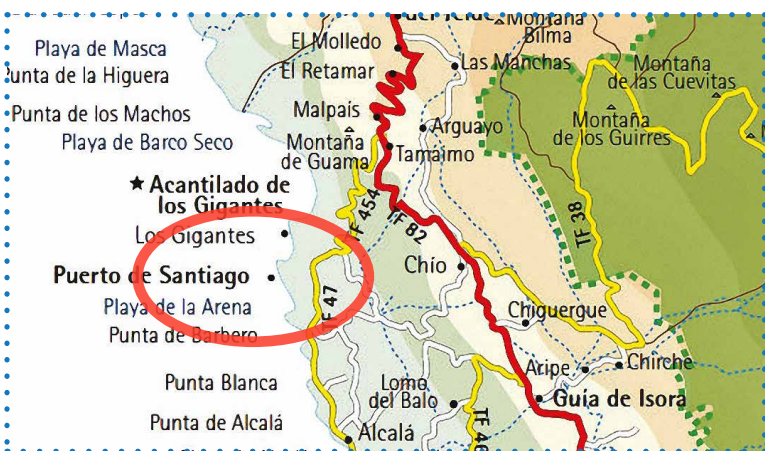 Montaña
Bilma
El Molledo
Playa de Masca
Las Manchas
Montaña
de las Cuevitas
El Retamar
Punta de la Higuera
Malpaís
Punta de los Machos
Arguayo
Montaña
de los Guirres
Playa de Barco Seco
Montaña
de Guama
Tamaimo
Acantilado de
los Gigantes
TF 454
TF 82
TF 38
Los Gigantes
Puerto de Santiago
Chío
Playa de la Arena
TF 47
Chiguergue
Punta de Barbero
Aripe
Chirche
Punta Blanca
Lomo
del Balo
Guía de Isora
Punta de Alcalá
Alcalá